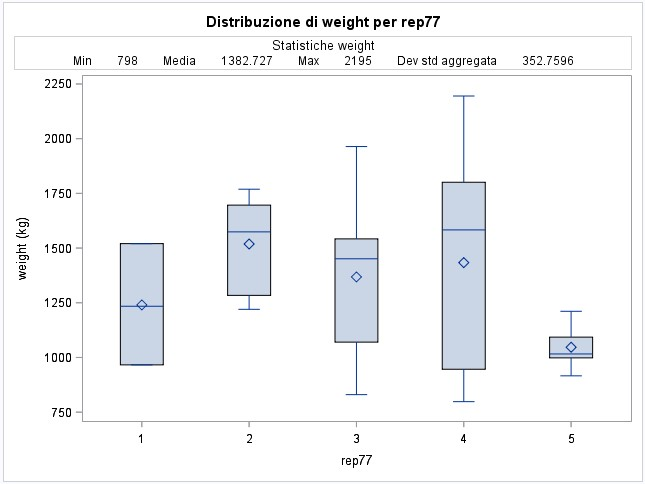 Distribuzione di weight per rep77
Statistiche weight
Min 798 Media 1382.727 Max 2195 Dev std aggregata 352.7596
2250
2000
1750
1500
1250
1000
750
weight (kg)
1 2 3 4 5
rep77